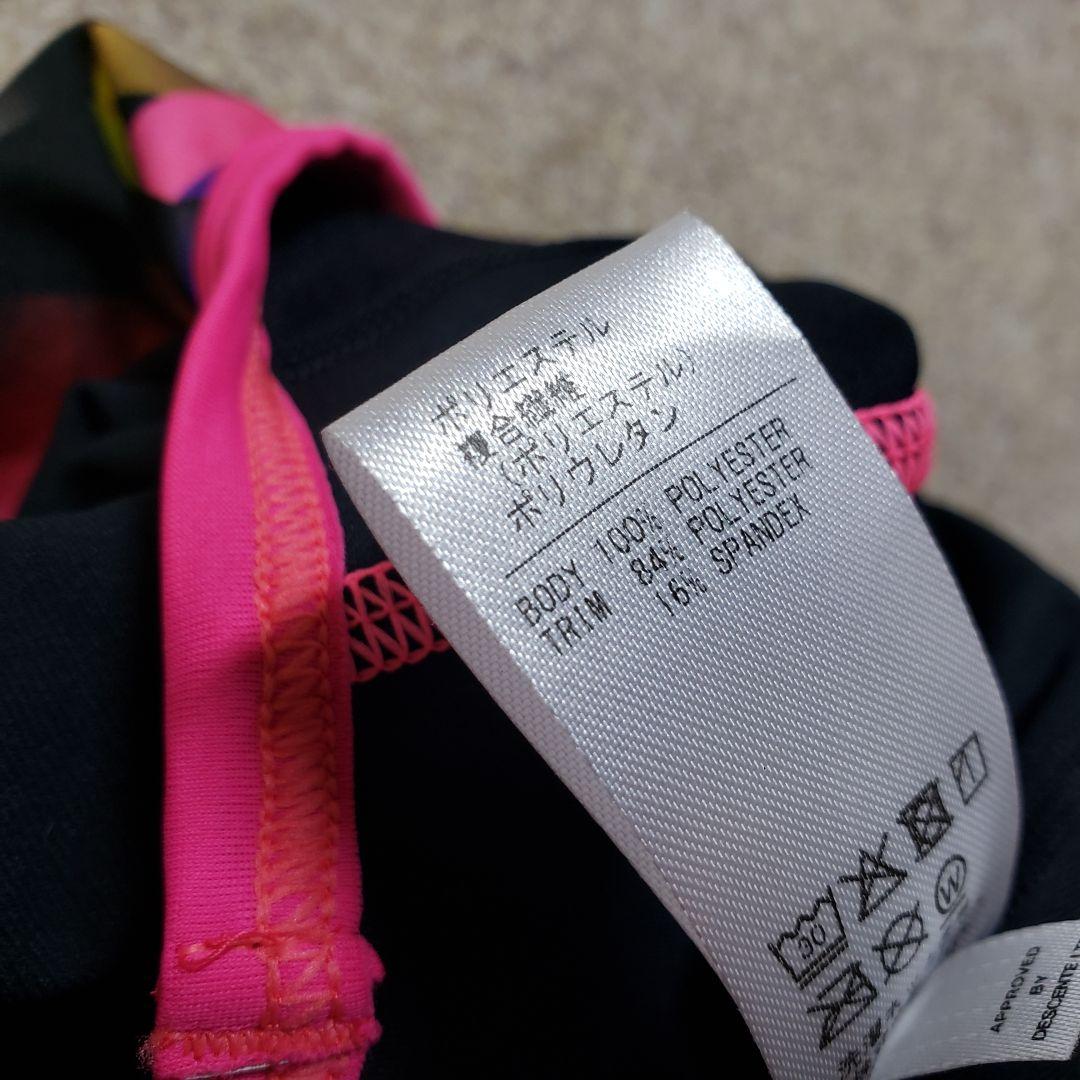 ポリエステル
複合繊維
(ポリエステル)
ポリウレタン
BODY 100% POLYESTER
TRIM 84% POLYESTER
16% SPANDEX
30
W
APPROVED
BY
DESCENTE